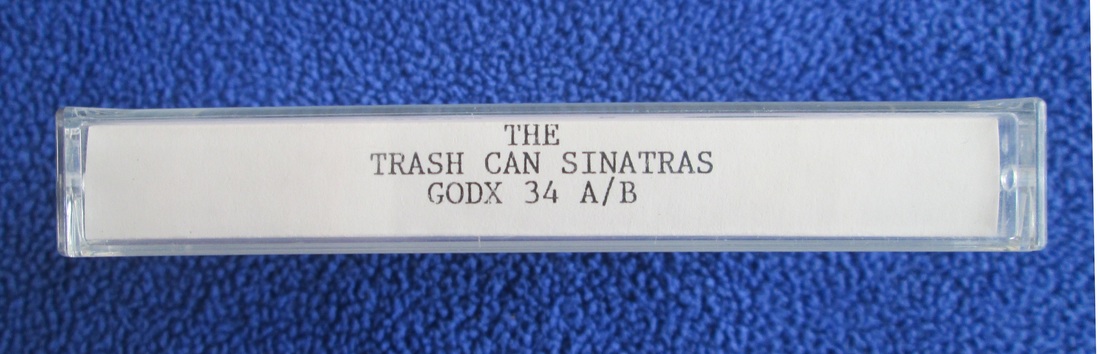 THE
TRASH CAN SINATRAS
GODX 34 A/B